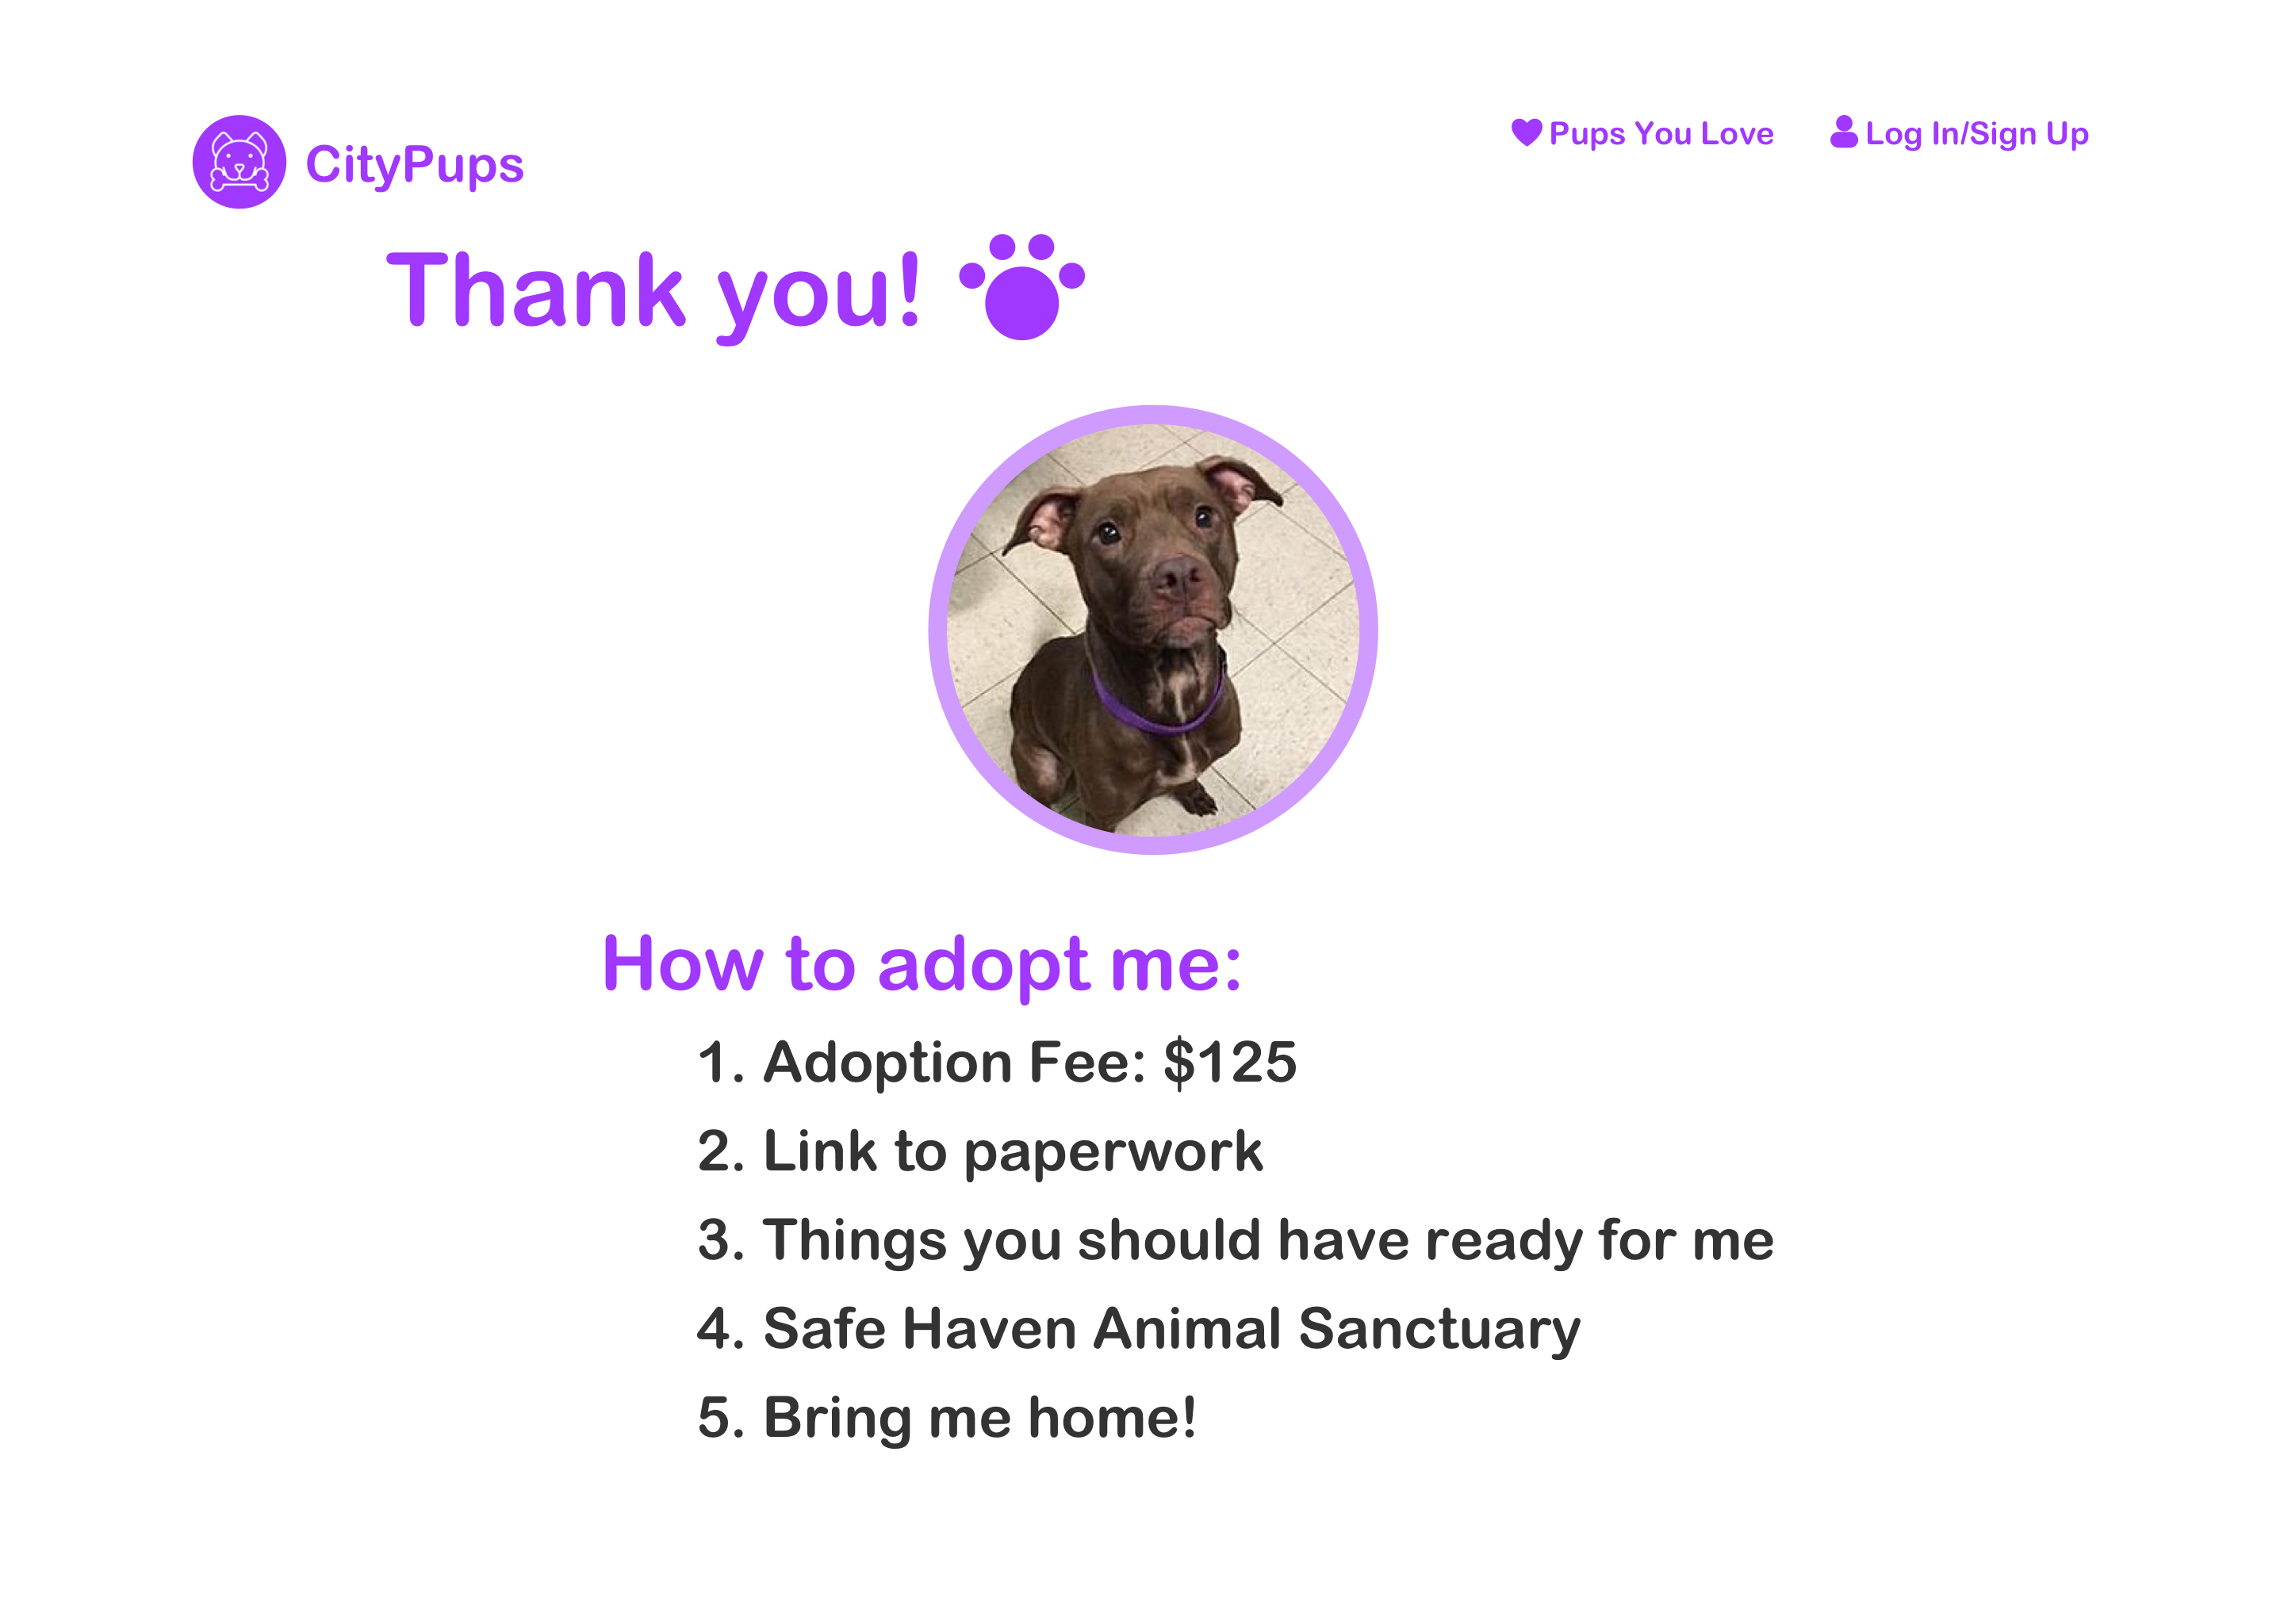 CityPups
Pups You Love
Log In/Sign Up
Thank you!
How to adopt me:
1. Adoption Fee: $125
2. Link to paperwork
3. Things you should have ready for me
4. Safe Haven Animal Sanctuary
5. Bring me home!